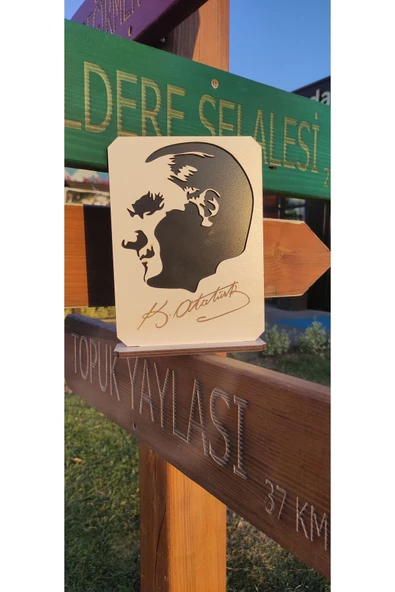 LDERE ŞELALESİ
K. Atatürk
TOPUK YAYLASI
37 KM